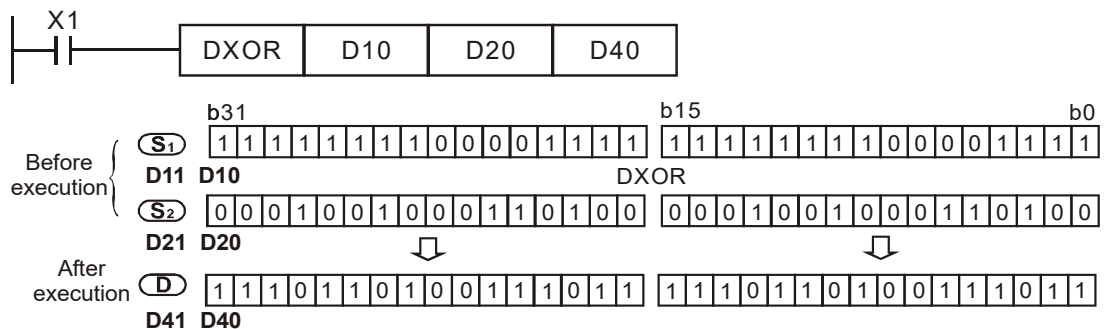 X1
DXOR D10 D20 D40
b31 b15 b0
Before execution
S1 1 1 1 1 1 1 1 1 0 0 0 0 1 1 1 1 1 1 1 1 1 1 1 1 0 0 0 0 1 1 1 1
D11 D10 DXOR
S2 0 0 0 1 0 0 1 0 0 0 1 1 0 1 0 0 0 0 0 1 0 0 1 0 0 0 1 1 0 1 0 0
D21 D20
After execution
D 1 1 1 0 1 1 0 1 0 0 1 1 1 0 1 1 1 1 1 0 1 1 0 1 0 0 1 1 1 0 1 1
D41 D40